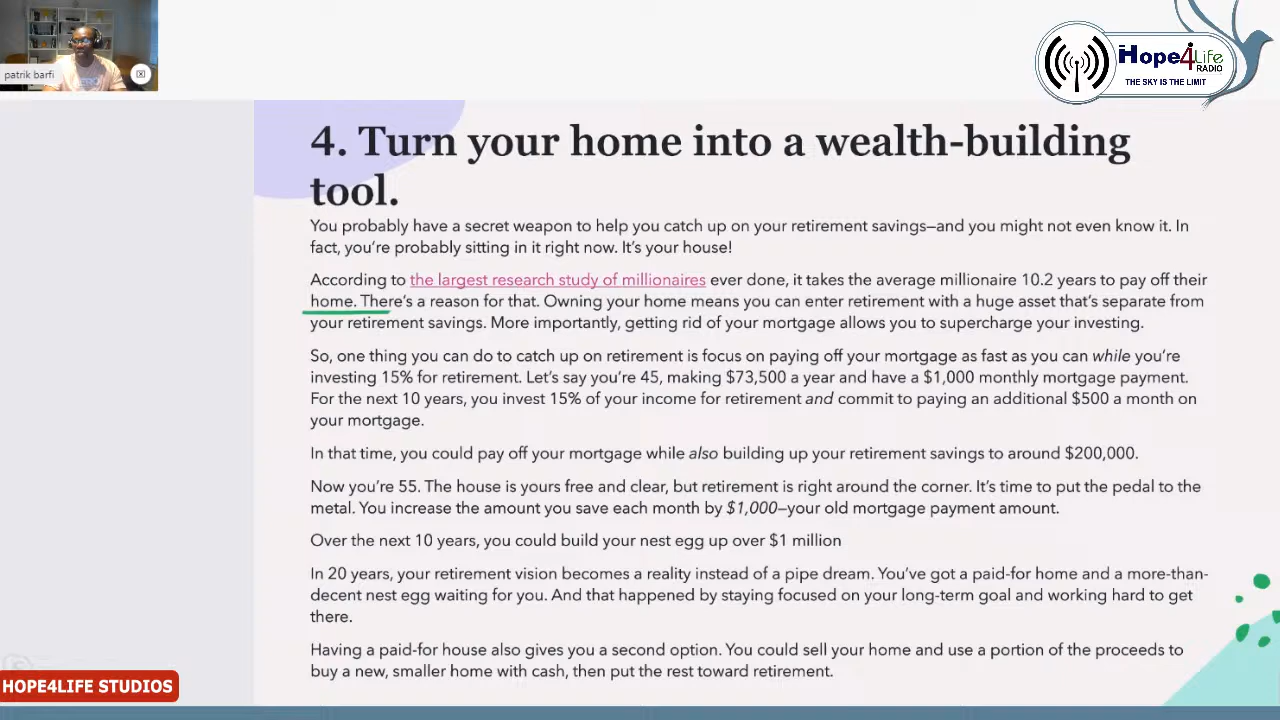 patrik barfi
Hope4Life
RADIO
THE SKY IS THE LIMIT
4. Turn your home into a wealth-building
tool.
You probably have a secret weapon to help you catch up on your retirement savings—and you might not even know it. In
fact, you’re probably sitting in it right now. It’s your house!
According to the largest research study of millionaires ever done, it takes the average millionaire 10.2 years to pay off their
home. There’s a reason for that. Owning your home means you can enter retirement with a huge asset that’s separate from
your retirement savings. More importantly, getting rid of your mortgage allows you to supercharge your investing.
So, one thing you can do to catch up on retirement is focus on paying off your mortgage as fast as you can while you’re
investing 15% for retirement. Let’s say you’re 45, making $73,500 a year and have a $1,000 monthly mortgage payment.
For the next 10 years, you invest 15% of your income for retirement and commit to paying an additional $500 a month on
your mortgage.
In that time, you could pay off your mortgage while also building up your retirement savings to around $200,000.
Now you’re 55. The house is yours free and clear, but retirement is right around the corner. It’s time to put the pedal to the
metal. You increase the amount you save each month by $1,000—your old mortgage payment amount.
Over the next 10 years, you could build your nest egg up over $1 million
In 20 years, your retirement vision becomes a reality instead of a pipe dream. You’ve got a paid-for home and a more-than-
decent nest egg waiting for you. And that happened by staying focused on your long-term goal and working hard to get
there.
Having a paid-for house also gives you a second option. You could sell your home and use a portion of the proceeds to
buy a new, smaller home with cash, then put the rest toward retirement.
HOPE4LIFE STUDIOS